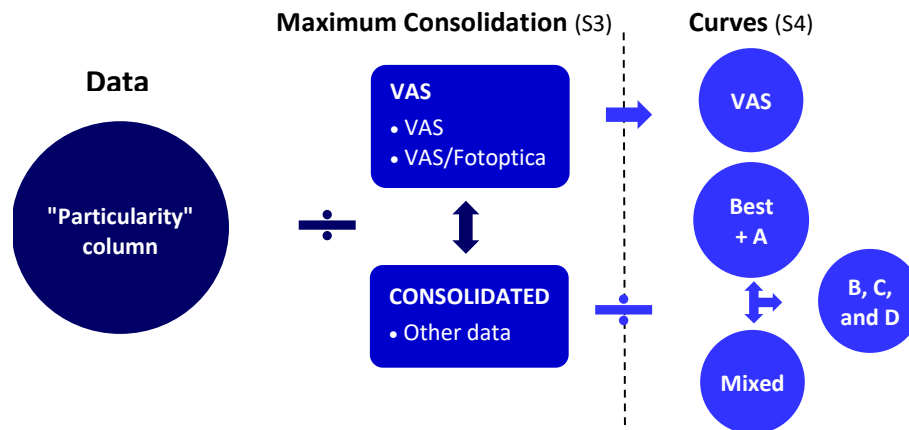 Maximum Consolidation (S3)
Curves (S4)
Data
"Particularity"
column
VAS
• VAS
• VAS/Fotoptica
CONSOLIDATED
• Other data
VAS
Best
+ A
B, C,
and D
Mixed